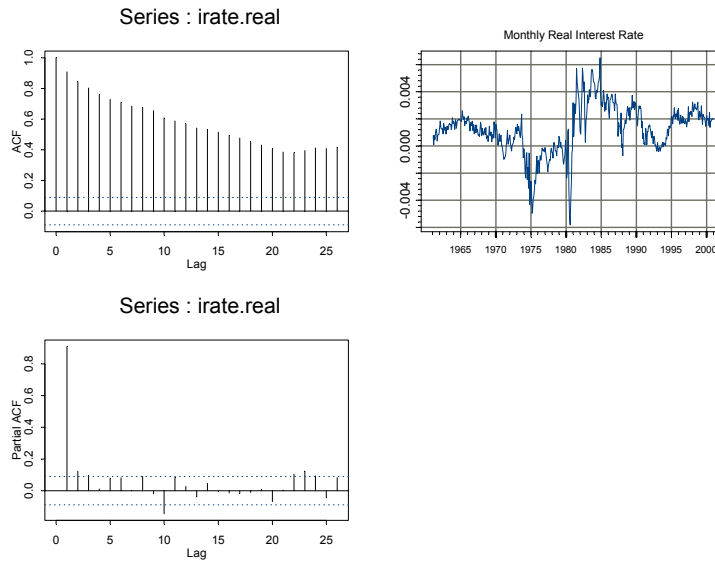 Series : irate.real
ACF
1.0
0.8
0.6
0.4
0.2
0.0
0 5 10 15 20 25
Lag
Monthly Real Interest Rate
0.004
0.000
-0.004
1965 1970 1975 1980 1985 1990 1995 2000
Series : irate.real
Partial ACF
0.8
0.6
0.4
0.2
0.0
0 5 10 15 20 25
Lag